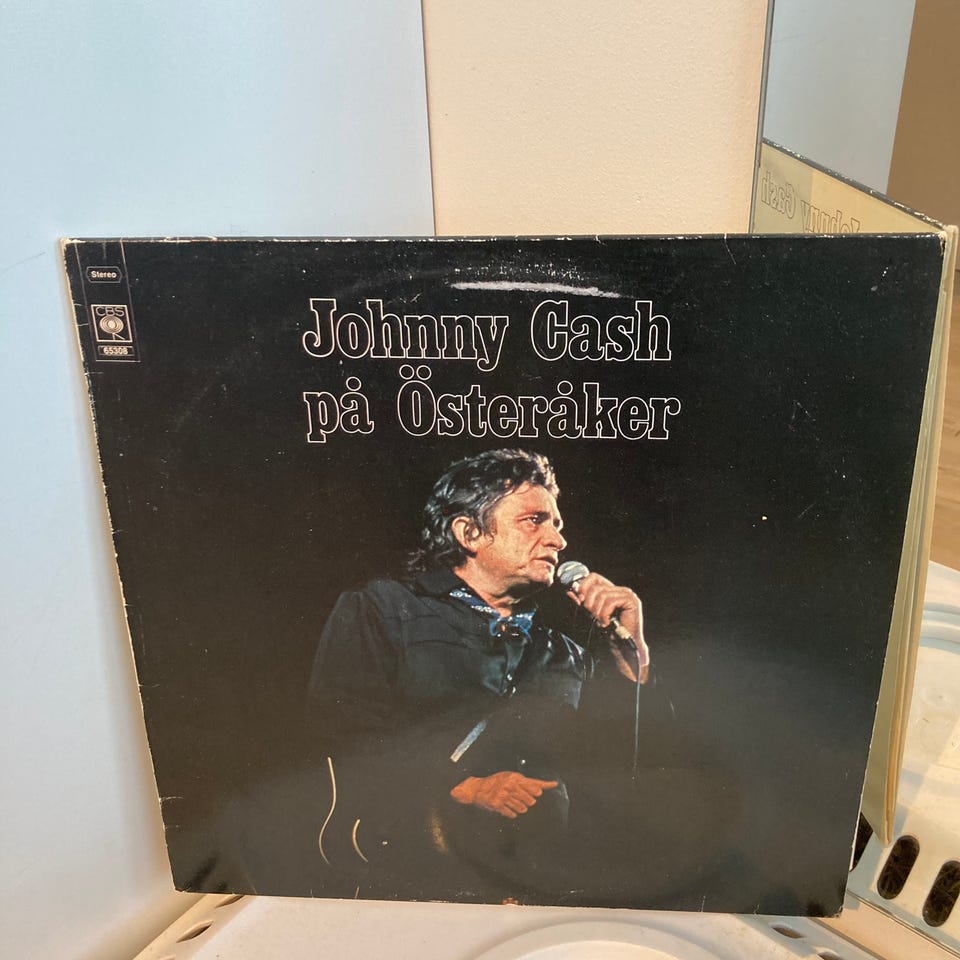 Stereo
CBS
65308
Johnny Cash
på Österåker
Johnny Cash